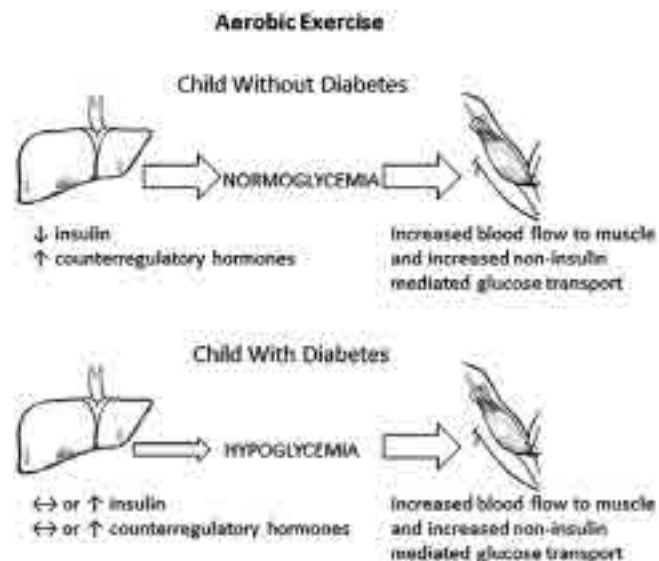 Aerobic Exercise
Child Without Diabetes
NORMOGLYCEMIA
↓ insulin
↑ counterregulatory hormones
Increased blood flow to muscle
and increased non-insulin
mediated glucose transport
Child With Diabetes
HYPOGLYCEMIA
↔ or ↑ insulin
↔ or ↑ counterregulatory hormones
Increased blood flow to muscle
and increased non-insulin
mediated glucose transport